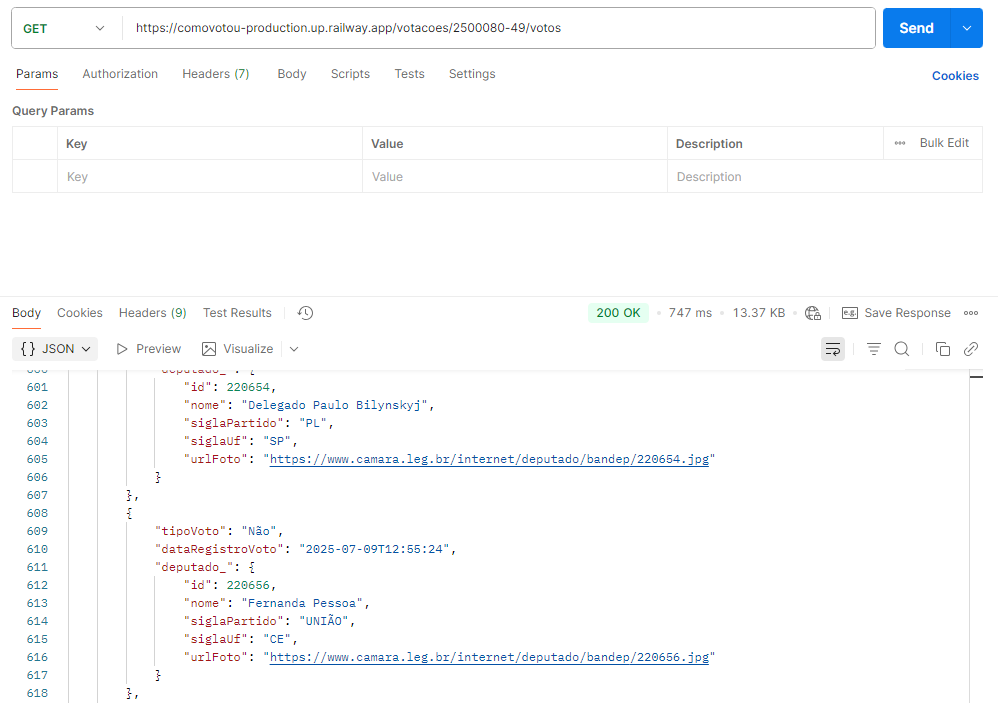 GET https://comovotou-production.up.railway.app/votacoes/2500080-49/votos Send
Params Authorization Headers (7) Body Scripts Tests Settings Cookies
Query Params
Key Value Description Bulk Edit
Key Value Description
Body Cookies Headers (9) Test Results 200 OK • 747 ms • 13.37 KB • Save Response
{} JSON Preview Visualize
600 "deputado_": {
601 "id": 220654,
602 "nome": "Delegado Paulo Bilynskyj",
603 "siglaPartido": "PL",
604 "siglaUf": "SP",
605 "urlFoto": "https://www.camara.leg.br/internet/deputado/bandep/220654.jpg"
606 }
607 },
608 {
609 "tipoVoto": "Não",
610 "dataRegistroVoto": "2025-07-09T12:55:24",
611 "deputado_": {
612 "id": 220656,
613 "nome": "Fernanda Pessoa",
614 "siglaPartido": "UNIÃO",
615 "siglaUf": "CE",
616 "urlFoto": "https://www.camara.leg.br/internet/deputado/bandep/220656.jpg"
617 }
618 },